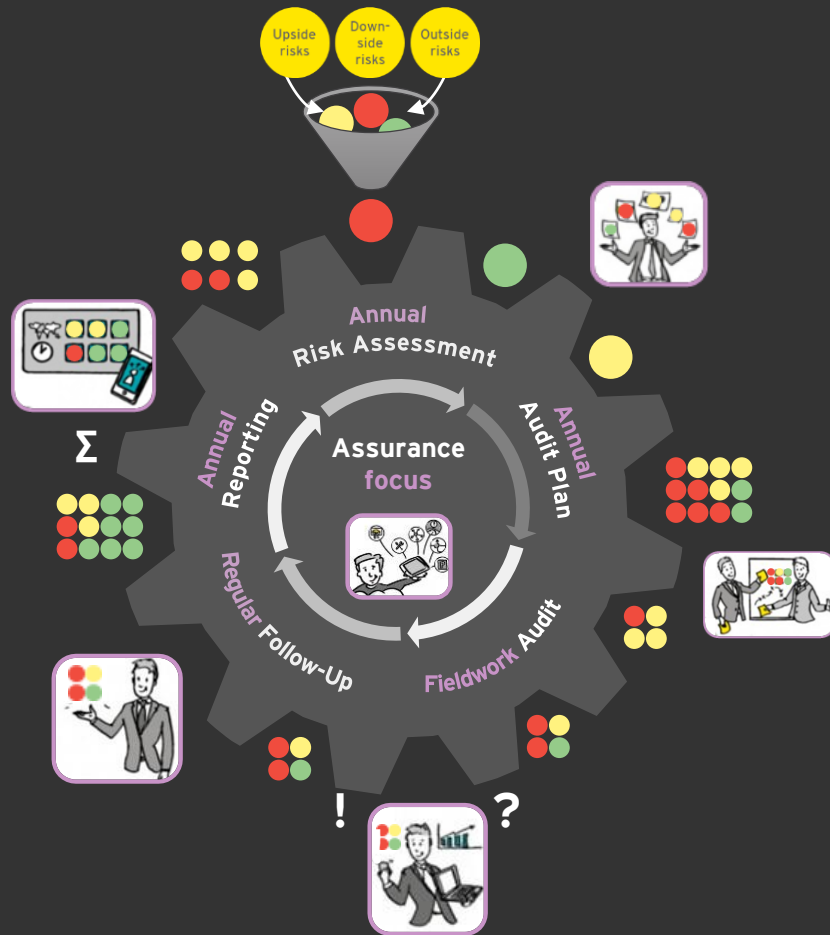 Upside
risks
Down-
side
risks
Outside
risks
Annual
Risk Assessment
Annual
Audit Plan
Annual
Reporting
Assurance
focus
Σ
Regular Follow-Up
Fieldwork Audit
!
?